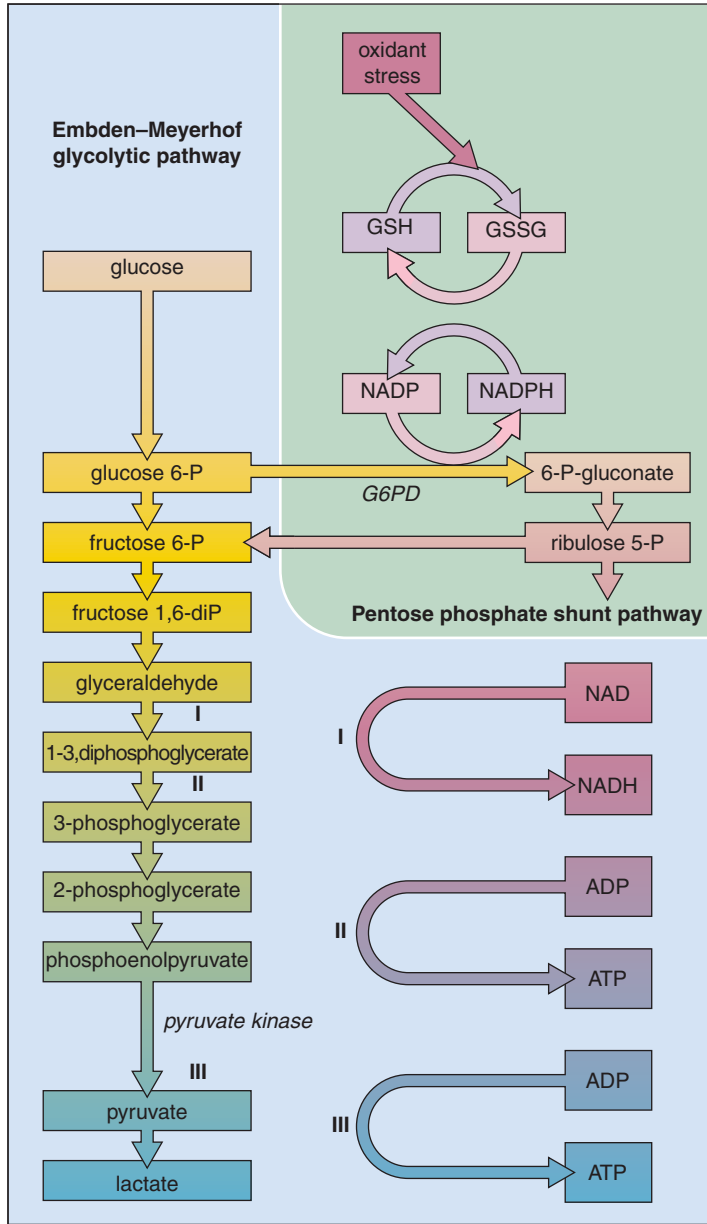 oxidant
stress
Embden–Meyerhof
glycolytic pathway
GSH
GSSG
glucose
NADP
NADPH
glucose 6-P
G6PD
6-P-gluconate
fructose 6-P
ribulose 5-P
fructose 1,6-diP
Pentose phosphate shunt pathway
glyceraldehyde
I
1-3,diphosphoglycerate
II
3-phosphoglycerate
2-phosphoglycerate
phosphoenolpyruvate
pyruvate kinase
III
pyruvate
lactate
NAD
I
NADH
ADP
II
ATP
ADP
III
ATP